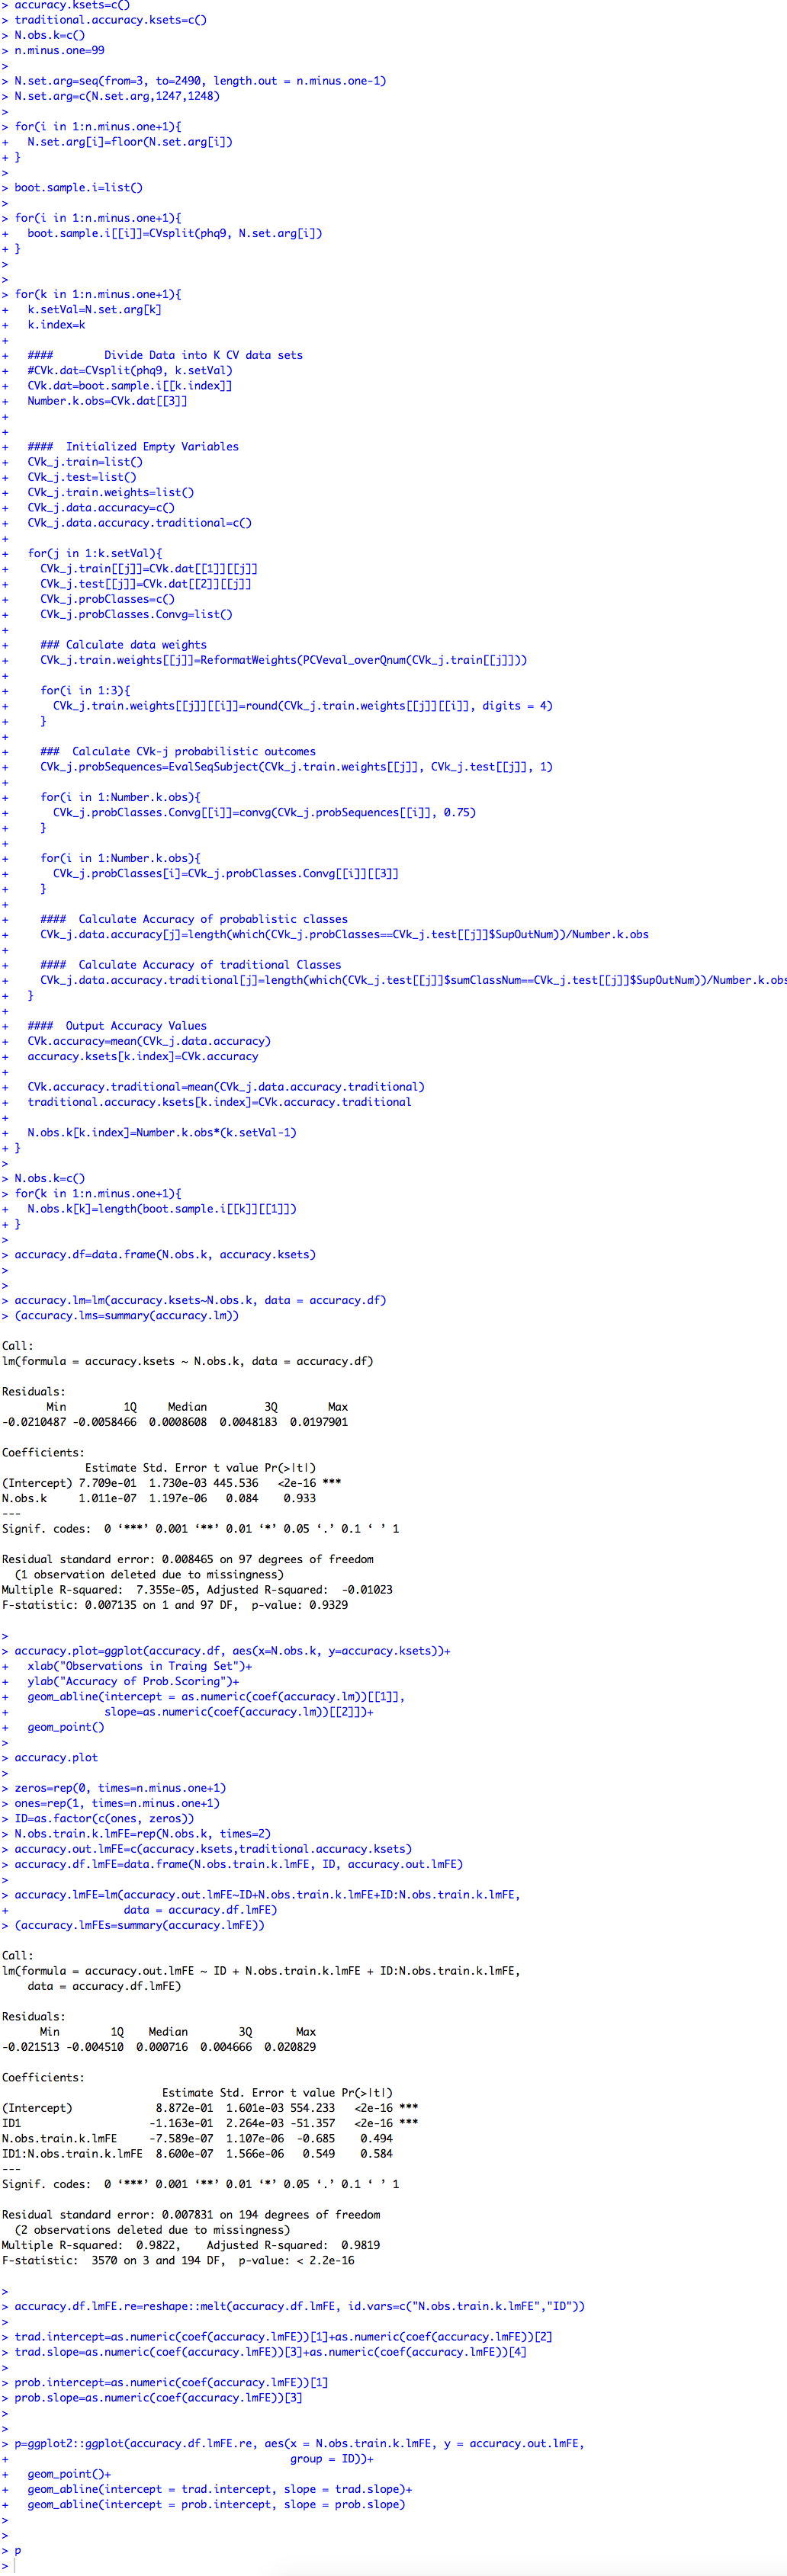 > accuracy.ksets=c()
> traditional.accuracy.ksets=c()
> N.obs.k=c()
> n.minus.one=99
>
> N.set.arg=seq(from=3, to=2490, length.out = n.minus.one-1)
> N.set.arg=c(N.set.arg,1247,1248)
>
> for(i in 1:n.minus.one+1){
+   N.set.arg[i]=floor(N.set.arg[i])
+ }
>
> boot.sample.i=list()
>
> for(i in 1:n.minus.one+1){
+   boot.sample.i[[i]]=CVsplit(phq9, N.set.arg[i])
+ }
>
>
> for(k in 1:n.minus.one+1){
+   k.setVal=N.set.arg[k]
+   k.index=k
+
+   ####        Divide Data into K CV data sets
+   #CVk.dat=CVsplit(phq9, k.setVal)
+   CVk.dat=boot.sample.i[[k.index]]
+   Number.k.obs=CVk.dat[[3]]
+
+
+   ####  Initialized Empty Variables
+   CVk_j.train=list()
+   CVk_j.test=list()
+   CVk_j.train.weights=list()
+   CVk_j.data.accuracy=c()
+   CVk_j.data.accuracy.traditional=c()
+
+   for(j in 1:k.setVal){
+     CVk_j.train[[j]]=CVk.dat[[1]][[j]]
+     CVk_j.test[[j]]=CVk.dat[[2]][[j]]
+     CVk_j.probClasses=c()
+     CVk_j.probClasses.Convg=list()
+
+     ### Calculate data weights
+     CVk_j.train.weights[[j]]=ReformatWeights(PCVeval_overQnum(CVk_j.train[[j]]))
+
+     for(i in 1:3){
+       CVk_j.train.weights[[j]][[i]]=round(CVk_j.train.weights[[j]][[i]], digits = 4)
+     }
+
+     ###  Calculate CVk-j probabilistic outcomes
+     CVk_j.probSequences=EvalSeqSubject(CVk_j.train.weights[[j]], CVk_j.test[[j]], 1)
+
+     for(i in 1:Number.k.obs){
+       CVk_j.probClasses.Convg[[i]]=convg(CVk_j.probSequences[[i]], 0.75)
+     }
+
+     for(i in 1:Number.k.obs){
+       CVk_j.probClasses[i]=CVk_j.probClasses.Convg[[i]][[3]]
+     }
+
+     ####  Calculate Accuracy of probablistic classes
+     CVk_j.data.accuracy[j]=length(which(CVk_j.probClasses==CVk_j.test[[j]]$SupOutNum))/Number.k.obs
+
+     ####  Calculate Accuracy of traditional Classes
+     CVk_j.data.accuracy.traditional[j]=length(which(CVk_j.test[[j]]$sumClassNum==CVk_j.test[[j]]$SupOutNum))/Number.k.obs
+   }
+
+   ####  Output Accuracy Values
+   CVk.accuracy=mean(CVk_j.data.accuracy)
+   accuracy.ksets[k.index]=CVk.accuracy
+
+   CVk.accuracy.traditional=mean(CVk_j.data.accuracy.traditional)
+   traditional.accuracy.ksets[k.index]=CVk.accuracy.traditional
+
+   N.obs.k[k.index]=Number.k.obs*(k.setVal-1)
+ }
>
> N.obs.k=c()
> for(k in 1:n.minus.one+1){
+   N.obs.k[k]=length(boot.sample.i[[k]][[1]])
+ }
>
> accuracy.df=data.frame(N.obs.k, accuracy.ksets)
>
>
> accuracy.lm=lm(accuracy.ksets~N.obs.k, data = accuracy.df)
> (accuracy.lms=summary(accuracy.lm))

Call:
lm(formula = accuracy.ksets ~ N.obs.k, data = accuracy.df)

Residuals:
       Min         1Q     Median         3Q        Max
-0.0210487 -0.0058466  0.0008608  0.0048183  0.0197901

Coefficients:
             Estimate Std. Error t value Pr(>|t|)
(Intercept) 7.709e-01  1.730e-03 445.536   <2e-16 ***
N.obs.k     1.011e-07  1.197e-06   0.084    0.933
---
Signif. codes:  0 ‘***’ 0.001 ‘**’ 0.01 ‘*’ 0.05 ‘.’ 0.1 ‘ ’ 1

Residual standard error: 0.008465 on 97 degrees of freedom
  (1 observation deleted due to missingness)
Multiple R-squared:  7.355e-05, Adjusted R-squared:  -0.01023
F-statistic: 0.007135 on 1 and 97 DF,  p-value: 0.9329

>
> accuracy.plot=ggplot(accuracy.df, aes(x=N.obs.k, y=accuracy.ksets))+
+   xlab("Observations in Traing Set")+
+   ylab("Accuracy of Prob.Scoring")+
+   geom_abline(intercept = as.numeric(coef(accuracy.lm))[[1]],
+               slope=as.numeric(coef(accuracy.lm))[[2]])+
+   geom_point()
>
> accuracy.plot
>
> zeros=rep(0, times=n.minus.one+1)
> ones=rep(1, times=n.minus.one+1)
> ID=as.factor(c(ones, zeros))
> N.obs.train.k.lmFE=rep(N.obs.k, times=2)
> accuracy.out.lmFE=c(accuracy.ksets,traditional.accuracy.ksets)
> accuracy.df.lmFE=data.frame(N.obs.train.k.lmFE, ID, accuracy.out.lmFE)
>
> accuracy.lmFE=lm(accuracy.out.lmFE~ID+N.obs.train.k.lmFE+ID:N.obs.train.k.lmFE,
+                  data = accuracy.df.lmFE)
> (accuracy.lmFEs=summary(accuracy.lmFE))

Call:
lm(formula = accuracy.out.lmFE ~ ID + N.obs.train.k.lmFE + ID:N.obs.train.k.lmFE,
    data = accuracy.df.lmFE)

Residuals:
      Min        1Q    Median        3Q       Max
-0.021513 -0.004510  0.000716  0.004666  0.020829

Coefficients:
                         Estimate Std. Error t value Pr(>|t|)
(Intercept)             8.872e-01  1.601e-03 554.233   <2e-16 ***
ID1                    -1.163e-01  2.264e-03 -51.357   <2e-16 ***
N.obs.train.k.lmFE     -7.589e-07  1.107e-06  -0.685    0.494
ID1:N.obs.train.k.lmFE  8.600e-07  1.566e-06   0.549    0.584
---
Signif. codes:  0 ‘***’ 0.001 ‘**’ 0.01 ‘*’ 0.05 ‘.’ 0.1 ‘ ’ 1

Residual standard error: 0.007831 on 194 degrees of freedom
  (2 observations deleted due to missingness)
Multiple R-squared:  0.9822,    Adjusted R-squared:  0.9819
F-statistic:  3570 on 3 and 194 DF,  p-value: < 2.2e-16

>
> accuracy.df.lmFE.re=reshape::melt(accuracy.df.lmFE, id.vars=c("N.obs.train.k.lmFE","ID"))
>
> trad.intercept=as.numeric(coef(accuracy.lmFE))[1]+as.numeric(coef(accuracy.lmFE))[2]
> trad.slope=as.numeric(coef(accuracy.lmFE))[3]+as.numeric(coef(accuracy.lmFE))[4]
>
> prob.intercept=as.numeric(coef(accuracy.lmFE))[1]
> prob.slope=as.numeric(coef(accuracy.lmFE))[3]
>
>
> p=ggplot2::ggplot(accuracy.df.lmFE.re, aes(x = N.obs.train.k.lmFE, y = accuracy.out.lmFE,
+                                            group = ID))+
+   geom_point()+
+   geom_abline(intercept = trad.intercept, slope = trad.slope)+
+   geom_abline(intercept = prob.intercept, slope = prob.slope)
>
>
> p
>